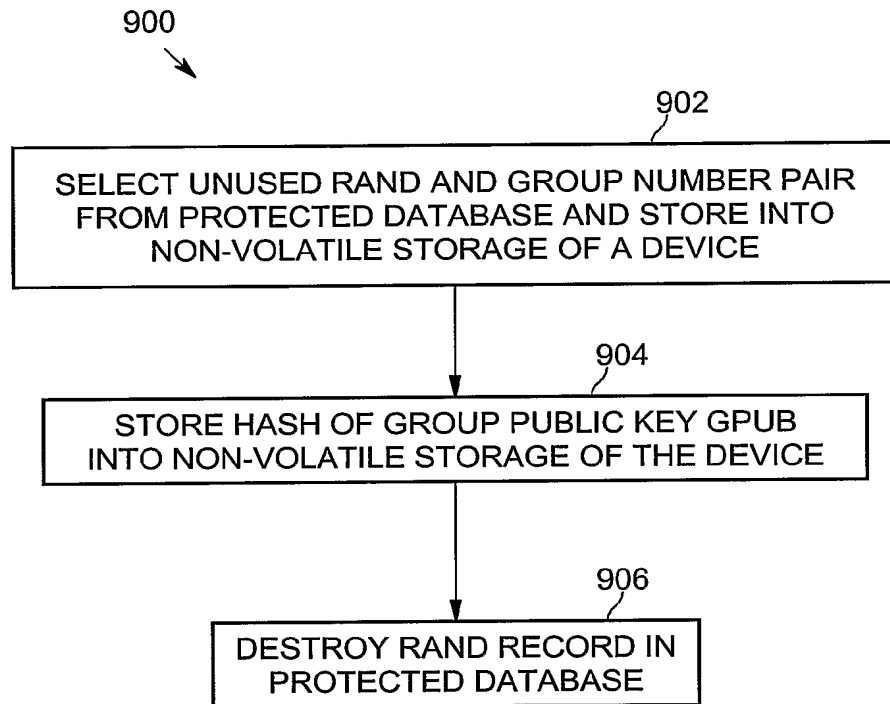 900
902
SELECT UNUSED RAND AND GROUP NUMBER PAIR
FROM PROTECTED DATABASE AND STORE INTO
NON-VOLATILE STORAGE OF A DEVICE
904
STORE HASH OF GROUP PUBLIC KEY GPUB
INTO NON-VOLATILE STORAGE OF THE DEVICE
906
DESTROY RAND RECORD IN
PROTECTED DATABASE